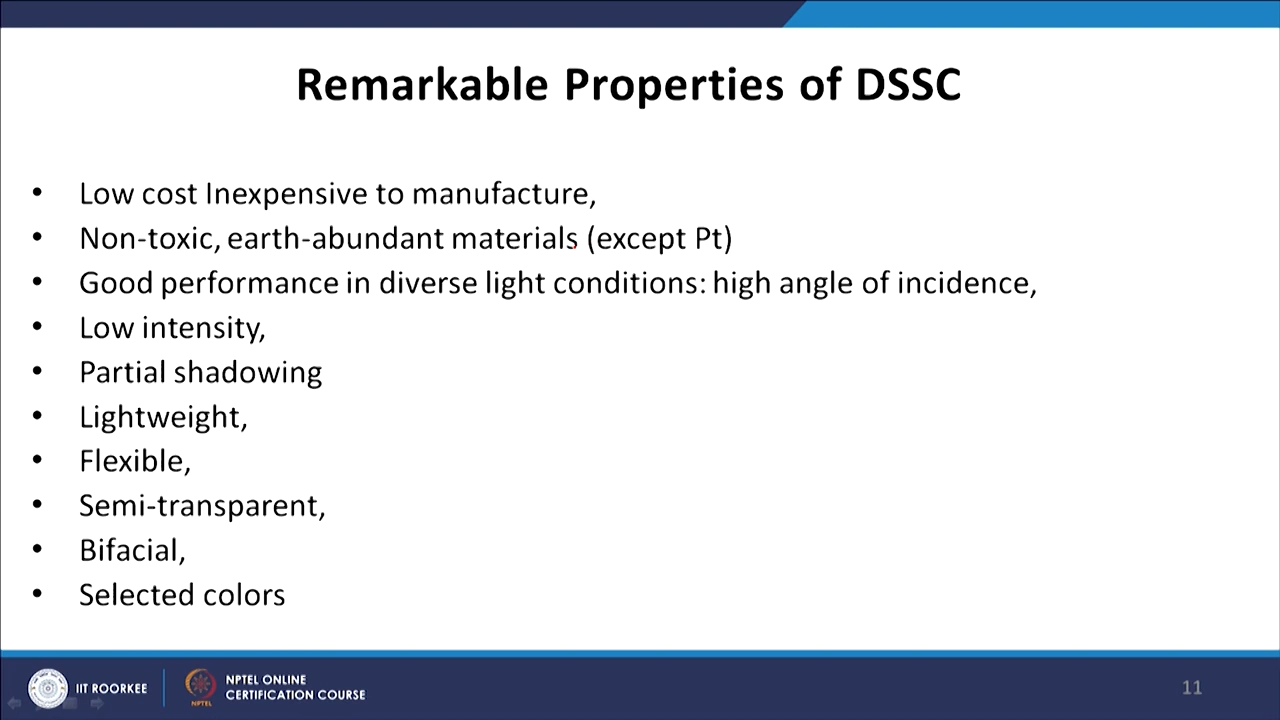 Remarkable Properties of DSSC
• Low cost Inexpensive to manufacture,
• Non-toxic, earth-abundant materials (except Pt)
• Good performance in diverse light conditions: high angle of incidence,
• Low intensity,
• Partial shadowing
• Lightweight,
• Flexible,
• Semi-transparent,
• Bifacial,
• Selected colors
IIT ROORKEE
NPTEL
NPTEL ONLINE
CERTIFICATION COURSE
11